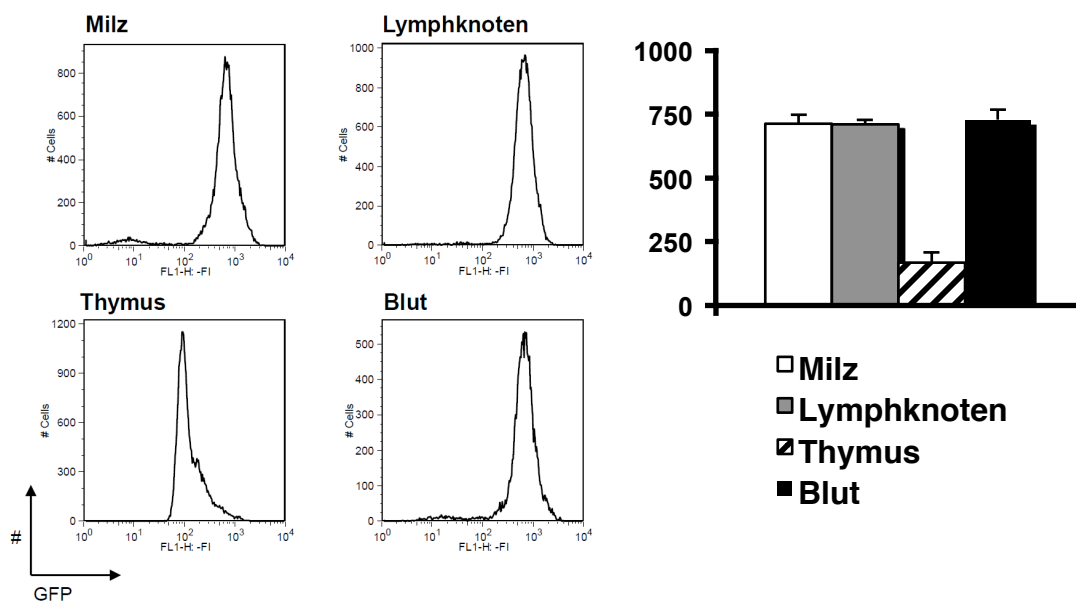 Milz
800
600
400
200
0
# Cells
10^0 10^1 10^2 10^3 10^4
FL1-H: -FI
Lymphknoten
1000
800
600
400
200
0
# Cells
10^0 10^1 10^2 10^3 10^4
FL1-H: -FI
Thymus
1200
900
600
300
0
# Cells
10^0 10^1 10^2 10^3 10^4
FL1-H: -FI
Blut
500
400
300
200
100
0
# Cells
10^0 10^1 10^2 10^3 10^4
FL1-H: -FI
#
GFP
1000
750
500
250
0
Milz
Lymphknoten
Thymus
Blut